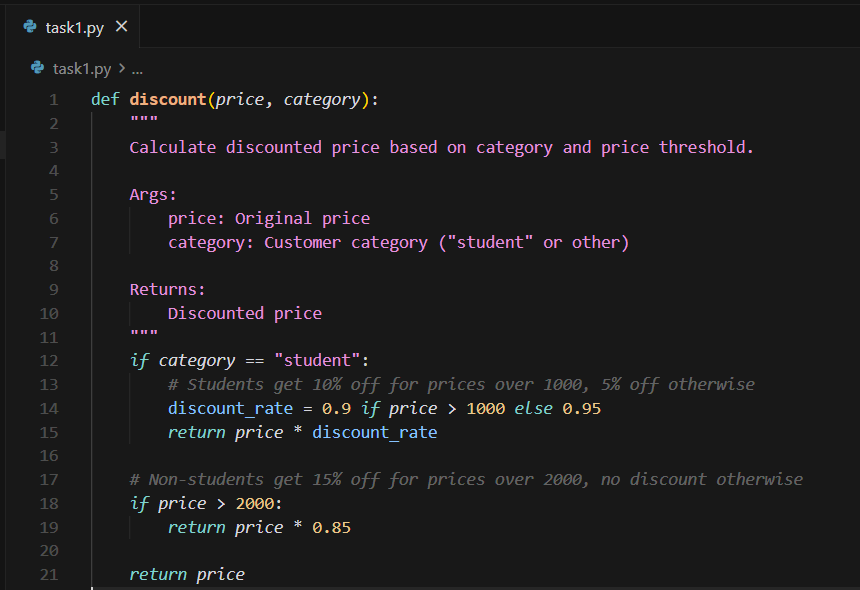 task1.py ×
task1.py > ...
1 def discount(price, category):
2     """
3     Calculate discounted price based on category and price threshold.
4
5     Args:
6         price: Original price
7         category: Customer category ("student" or other)
8
9     Returns:
10         Discounted price
11     """
12     if category == "student":
13         # Students get 10% off for prices over 1000, 5% off otherwise
14         discount_rate = 0.9 if price > 1000 else 0.95
15         return price * discount_rate
16
17     # Non-students get 15% off for prices over 2000, no discount otherwise
18     if price > 2000:
19         return price * 0.85
20
21     return price